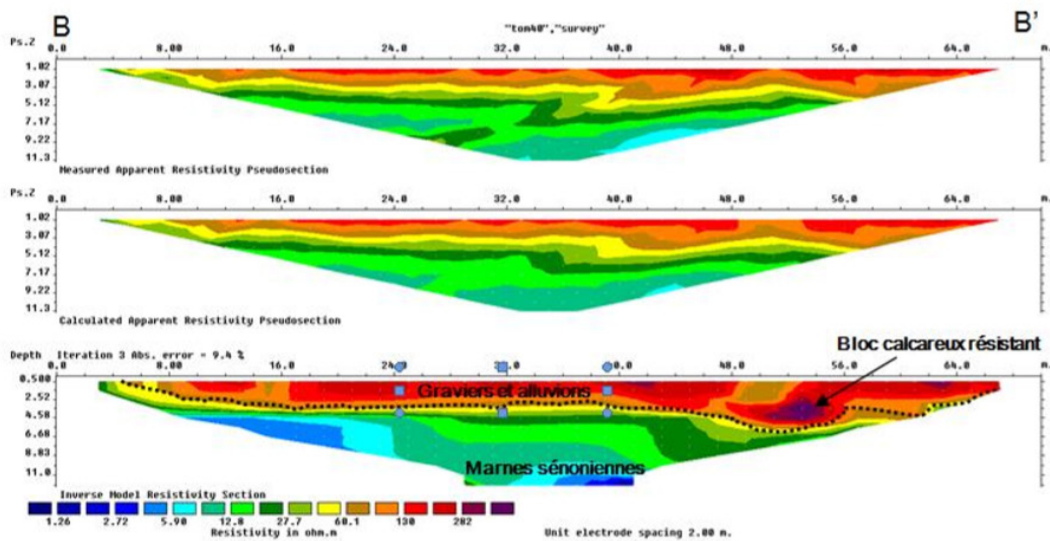 B
"tom40","survey"
B'
Ps.Z
0.0 8.00 16.0 24.0 32.0 40.0 48.0 56.0 64.0 m.
1.02
3.07
5.12
7.17
9.22
11.3
Measured Apparent Resistivity Pseudosection
Ps.Z
0.0 8.00 16.0 24.0 32.0 40.0 48.0 56.0 64.0 m.
1.02
3.07
5.12
7.17
9.22
11.3
Calculated Apparent Resistivity Pseudosection
Bloc calcareux résistant
Depth Iteration 3 Abs. error = 9.4 %
0.0 8.00 16.0 24.0 32.0 40.0 48.0 56.0 64.0 m.
0.500
2.52
4.58
6.68
8.83
11.0
Graviers et alluvions
Marnes sénoniennes
Inverse Model Resistivity Section
1.26 2.72 5.90 12.8 27.7 60.1 130 282
Resistivity in ohm.m
Unit electrode spacing 2.00 m.